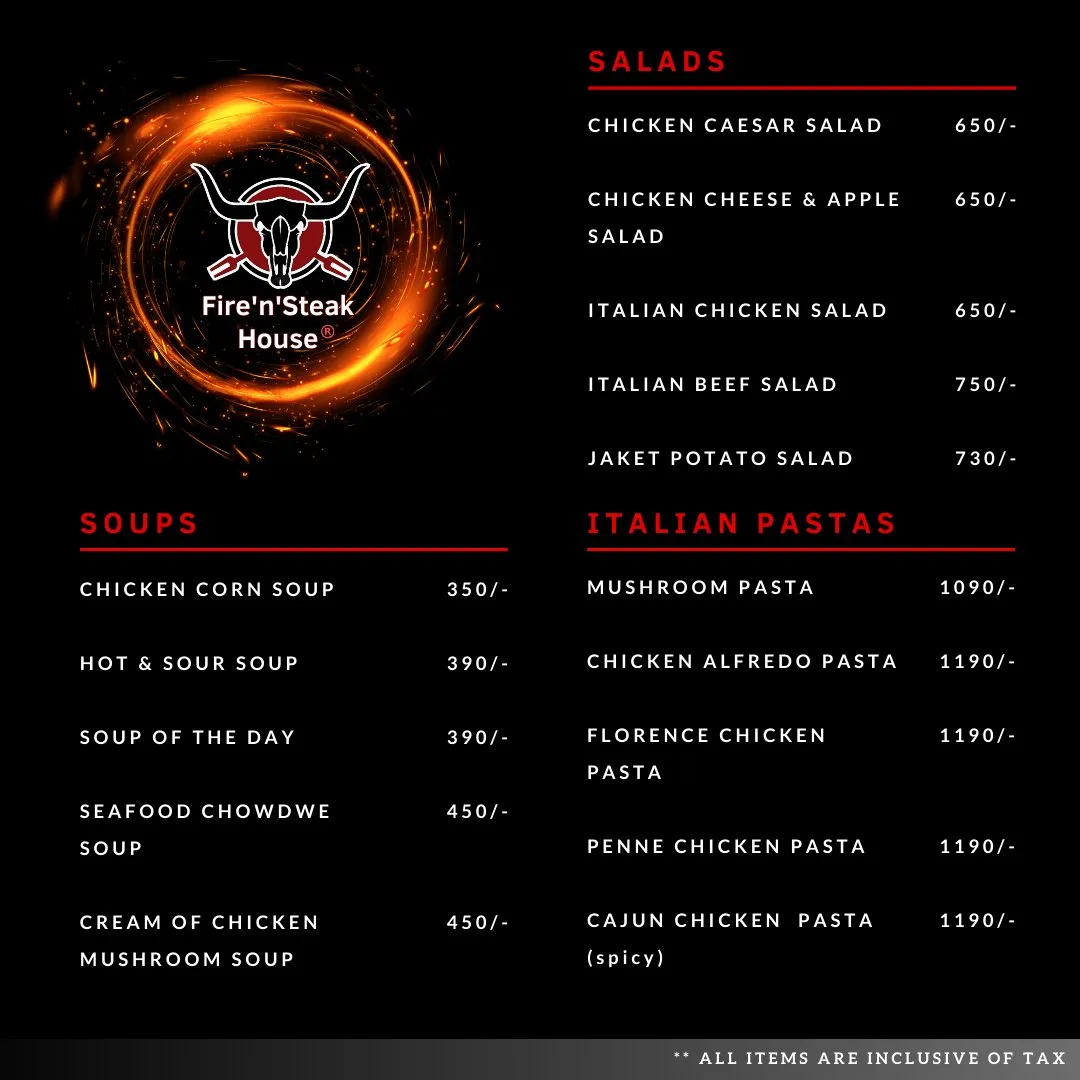 Fire'n'Steak
House®
SALADS
CHICKEN CAESAR SALAD 650/-
CHICKEN CHEESE & APPLE 650/-
SALAD
ITALIAN CHICKEN SALAD 650/-
ITALIAN BEEF SALAD 750/-
JAKET POTATO SALAD 730/-
SOUPS
CHICKEN CORN SOUP 350/-
HOT & SOUR SOUP 390/-
SOUP OF THE DAY 390/-
SEAFOOD CHOWDWE 450/-
SOUP
CREAM OF CHICKEN 450/-
MUSHROOM SOUP
ITALIAN PASTAS
MUSHROOM PASTA 1090/-
CHICKEN ALFREDO PASTA 1190/-
FLORENCE CHICKEN 1190/-
PASTA
PENNE CHICKEN PASTA 1190/-
CAJUN CHICKEN PASTA 1190/-
(spicy)
** ALL ITEMS ARE INCLUSIVE OF TAX